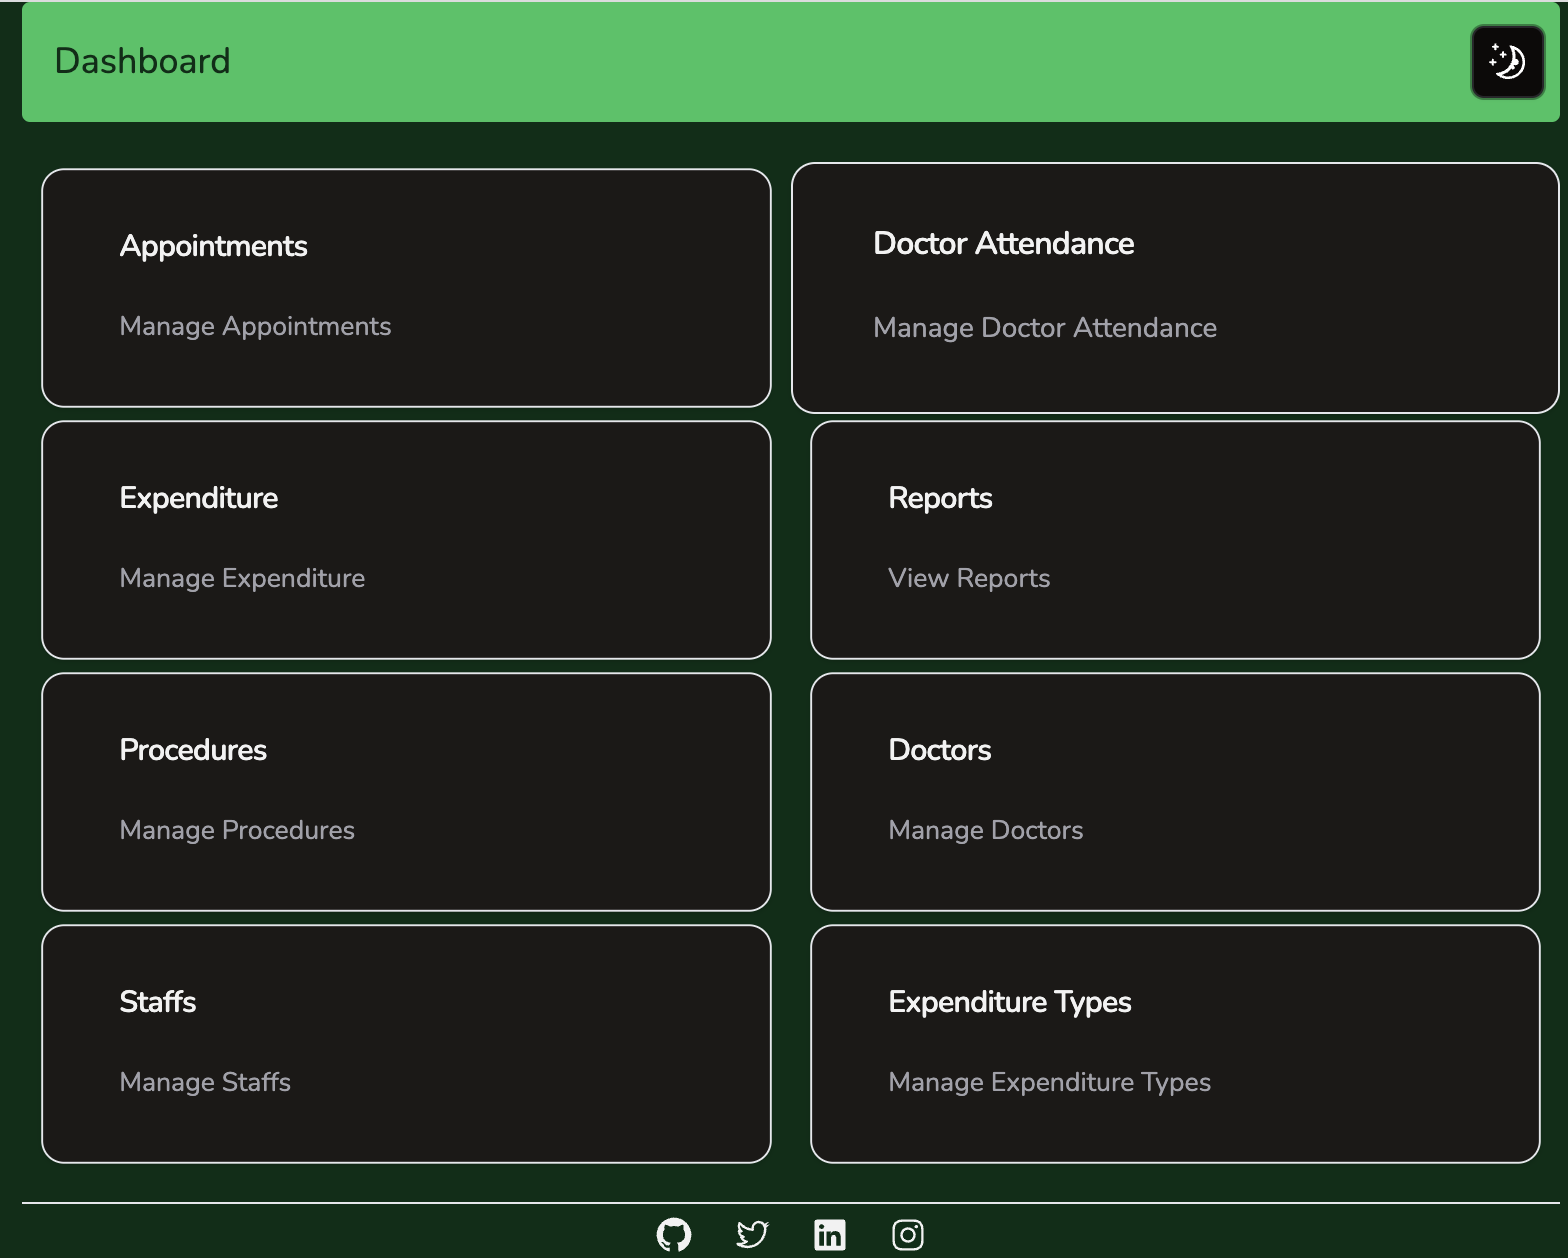 Dashboard
Appointments
Manage Appointments
Doctor Attendance
Manage Doctor Attendance
Expenditure
Manage Expenditure
Reports
View Reports
Procedures
Manage Procedures
Doctors
Manage Doctors
Staffs
Manage Staffs
Expenditure Types
Manage Expenditure Types